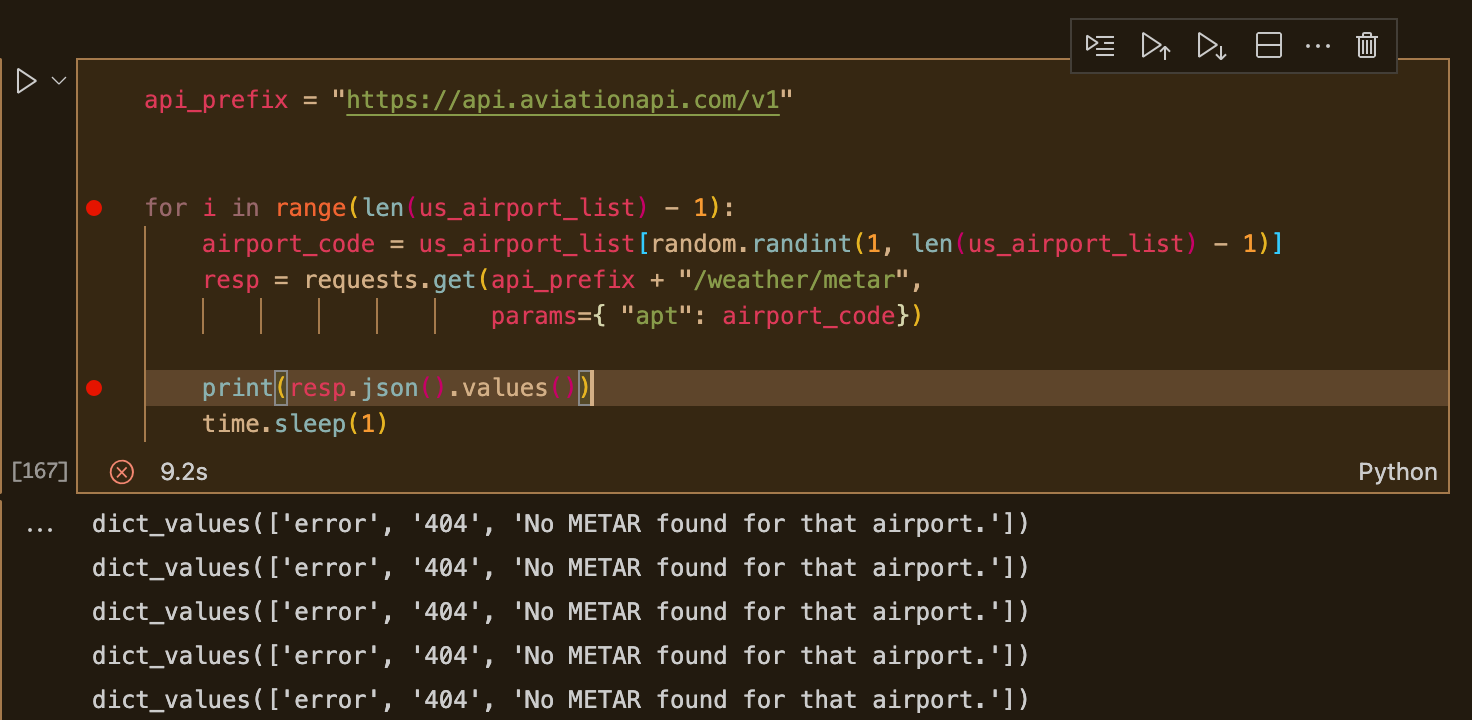 api_prefix = "https://api.aviationapi.com/v1"
for i in range(len(us_airport_list) - 1):
    airport_code = us_airport_list[random.randint(1, len(us_airport_list) - 1)]
    resp = requests.get(api_prefix + "/weather/metar",
                        params={ "apt": airport_code})
    print(resp.json().values())
    time.sleep(1)
[167] 9.2s Python
... dict_values(['error', '404', 'No METAR found for that airport.'])
dict_values(['error', '404', 'No METAR found for that airport.'])
dict_values(['error', '404', 'No METAR found for that airport.'])
dict_values(['error', '404', 'No METAR found for that airport.'])
dict_values(['error', '404', 'No METAR found for that airport.'])